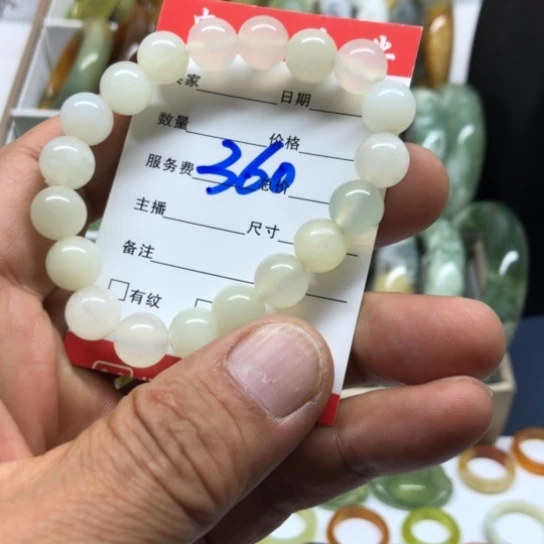 家 日期
数量 价格
服务费 360 总价
主播 尺寸
备注
有纹